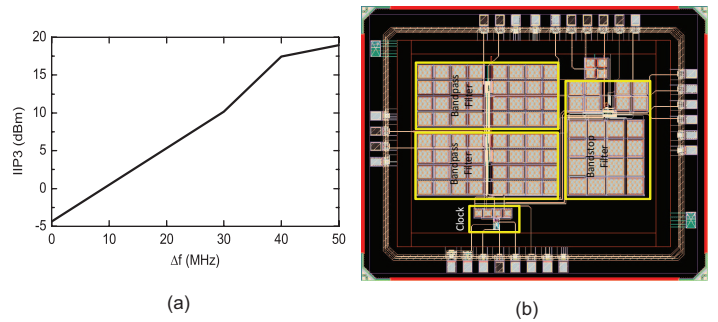 20
15
10
5
0
-5
IIP3 (dBm)
0
10
20
30
40
50
Δf (MHz)
(a)
Bandpass
Filter
Bandpass
Filter
Bandstop
Filter
Clock
(b)